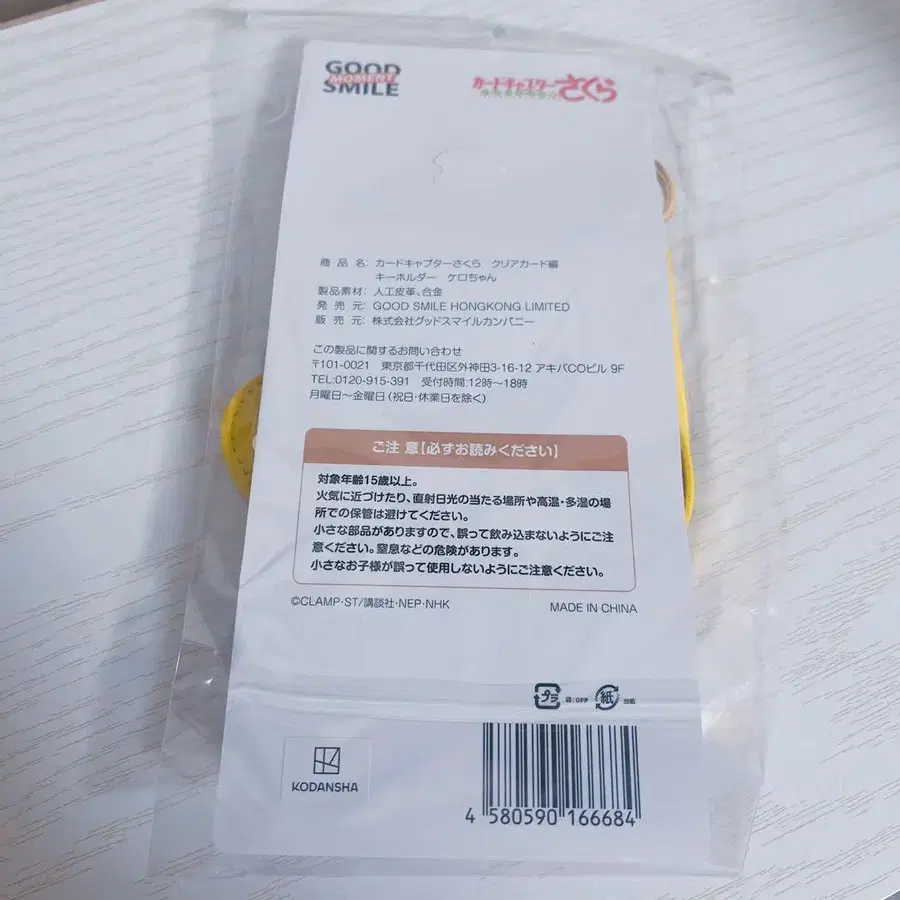 GOOD
MOMENT
SMILE
カードキャプターさくら
商品名: カードキャプターさくら クリアカード編
キーホルダー ケロちゃん
製品素材: 人工皮革、合金
発売元: GOOD SMILE HONGKONG LIMITED
販売元: 株式会社グッドスマイルカンパニー
この製品に関するお問い合わせ
〒101-0021 東京都千代田区外神田3-16-12 アキバCOビル 9F
TEL:0120-915-391 受付時間:12時～18時
月曜日～金曜日（祝日・休業日を除く）
ご注意【必ずお読みください】
対象年齢15歳以上。
火気に近づけたり、直射日光の当たる場所や高温・多湿の場
所での保管は避けてください。
小さな部品がありますので、誤って飲み込まないようにご注
意ください。窒息などの危険があります。
小さなお子様が誤って使用しないようにご注意ください。
©CLAMP・ST/講談社・NEP・NHK MADE IN CHINA
プラ 袋:OPP 紙 台紙
KODANSHA
4 580590 166684